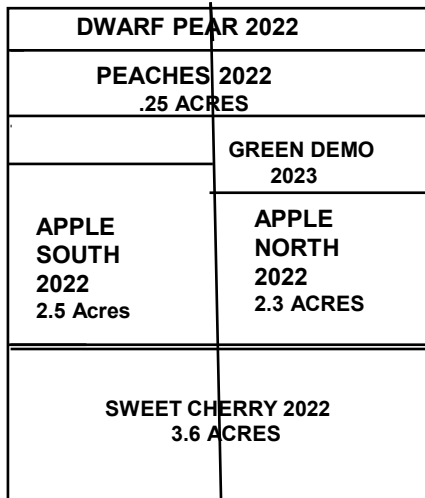 DWARF PEAR 2022
PEACHES 2022
.25 ACRES
GREEN DEMO
2023
APPLE
SOUTH
2022
2.5 Acres
APPLE
NORTH
2022
2.3 ACRES
SWEET CHERRY 2022
3.6 ACRES